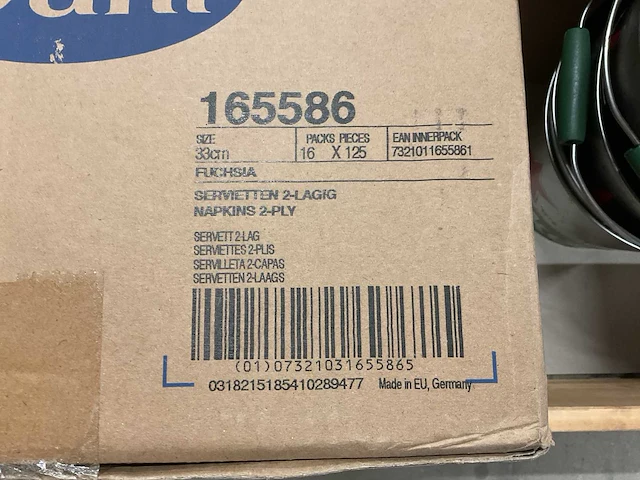 165586
SIZE PACKS PIECES EAN INNERPACK
33cm 16 X 125 7321011655861
FUCHSIA
SERVIETTEN 2-LAGIG
NAPKINS 2-PLY
SERVETT 2-LAG
SERVIETTES 2-PLIS
SERVILLETA 2-CAPAS
SERVETTEN 2-LAAGS
(01)07321031655865
0318215185410289477 Made in EU, Germany